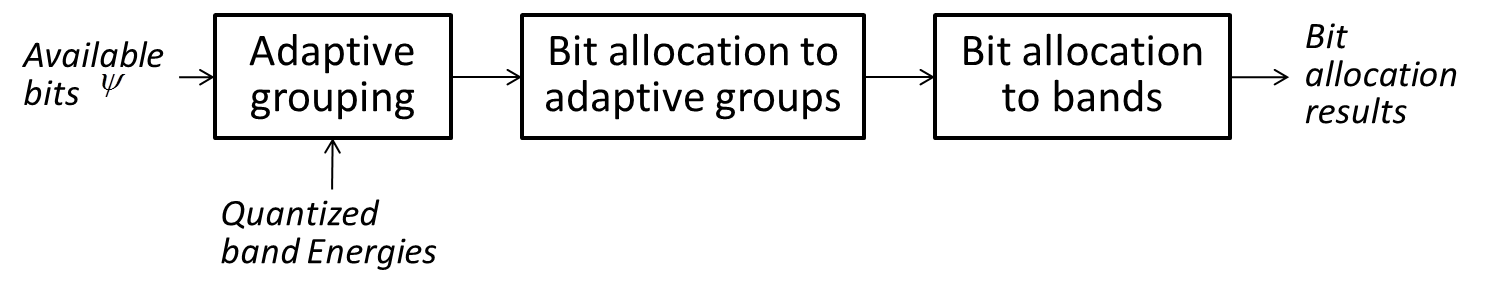 Available
bits ψ
Adaptive
grouping
Bit allocation to
adaptive groups
Bit allocation
to bands
Bit
allocation
results
Quantized
band Energies